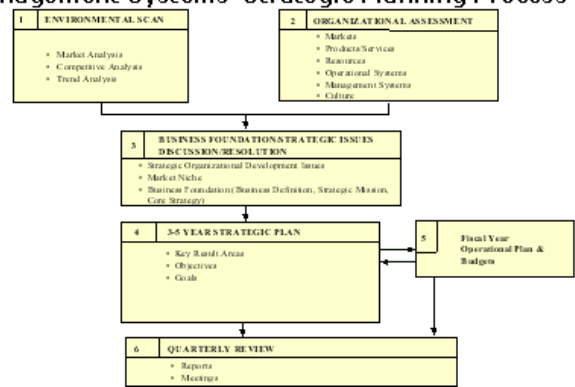 nagement Systems' Strategic Planning Process
1 ENVIRONMENTAL SCAN
• Market Analysis
• Competitive Analysis
• Trend Analysis
2 ORGANIZATIONAL ASSESSMENT
• Markets
• Products/Services
• Resources
• Operational Systems
• Management Systems
• Culture
3 BUSINESS FOUNDATION/STRATEGIC ISSUES
DISCUSSION/RESOLUTION
• Strategic Organizational Development Issues
• Market Niche
• Business Foundation (Business Definition, Strategic Mission,
Core Strategy)
4 3-5 YEAR STRATEGIC PLAN
• Key Result Areas
• Objectives
• Goals
5 Fiscal Year
Operational Plan &
Budgets
6 QUARTERLY REVIEW
• Reports
• Meetings